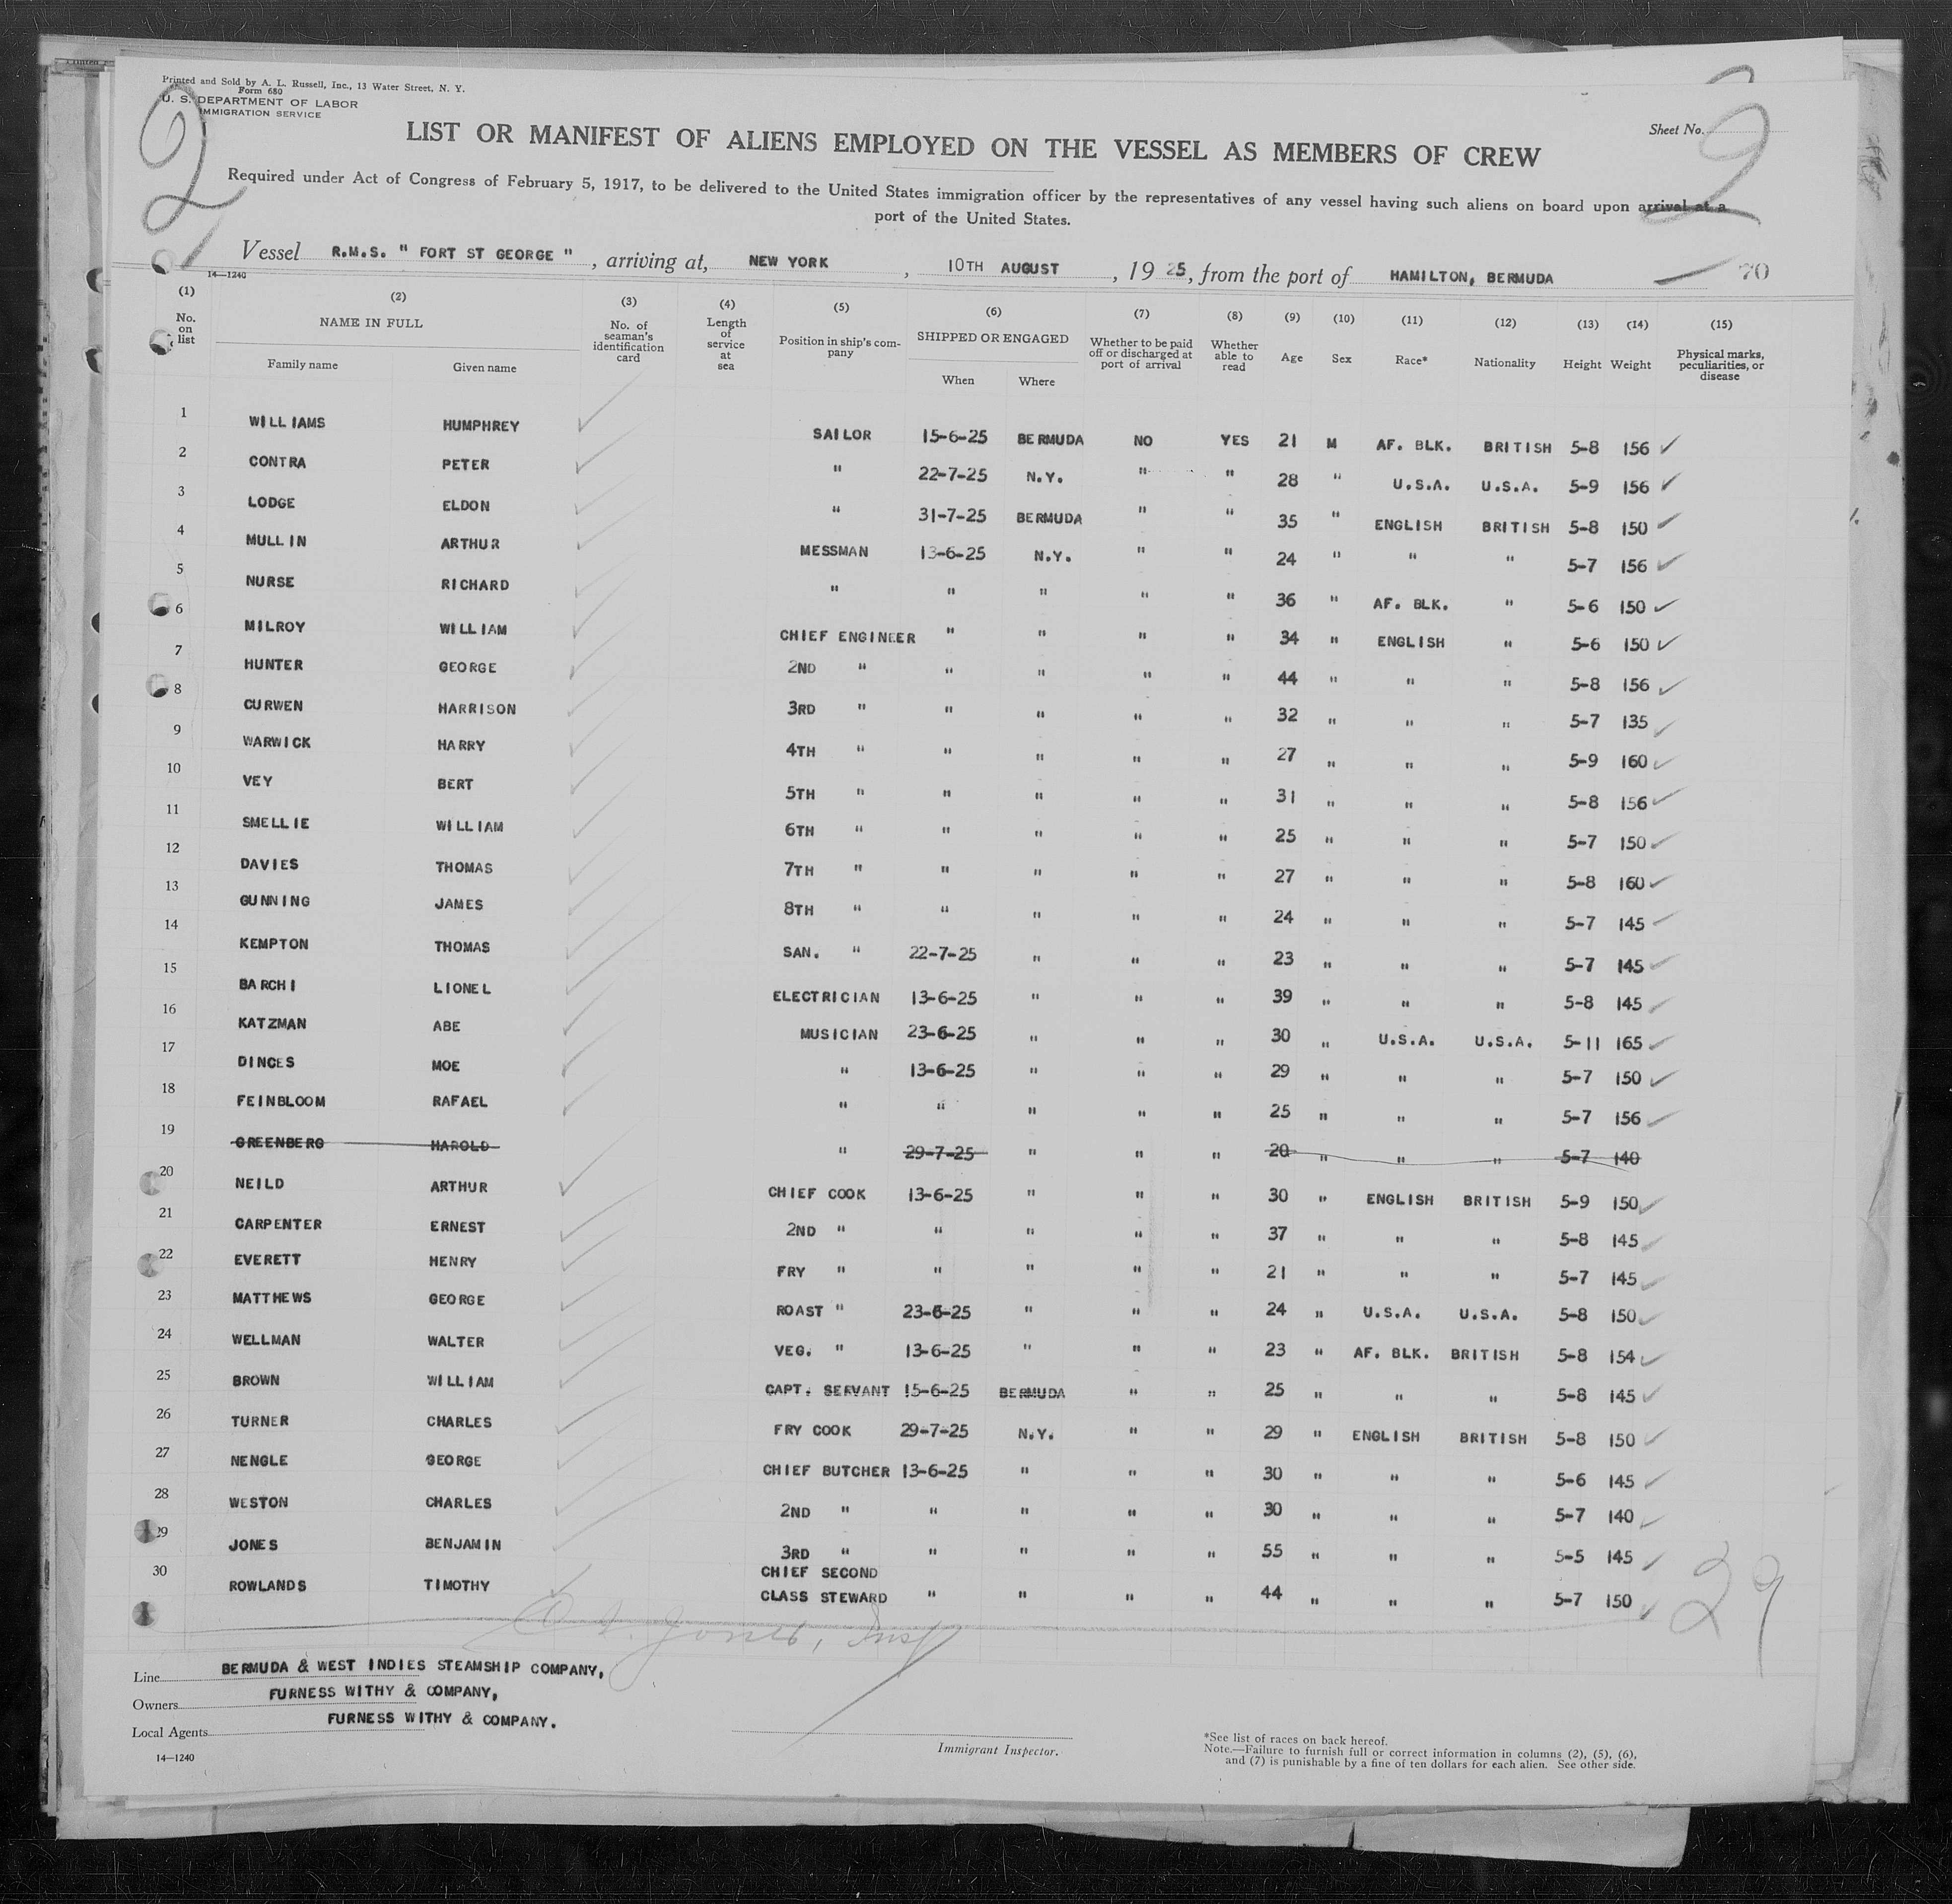 Printed and Sold by A. L. Russell, Inc., 13 Water Street, N. Y.
Form 680
U. S. DEPARTMENT OF LABOR
IMMIGRATION SERVICE
2
Sheet No. 2
LIST OR MANIFEST OF ALIENS EMPLOYED ON THE VESSEL AS MEMBERS OF CREW
Required under Act of Congress of February 5, 1917, to be delivered to the United States immigration officer by the representatives of any vessel having such aliens on board upon arrival at a
port of the United States.
Vessel R.M.S. " FORT ST GEORGE " , arriving at, NEW YORK , 10TH AUGUST , 19 25, from the port of HAMILTON, BERMUDA 70
14—1240
(1) (2) (3) (4) (5) (6) (7) (8) (9) (10) (11) (12) (13) (14) (15)
No. on list NAME IN FULL Family name Given name No. of seaman's identification card Length of service at sea Position in ship's company SHIPPED OR ENGAGED When Where Whether to be paid off or discharged at port of arrival Whether able to read Age Sex Race* Nationality Height Weight Physical marks, peculiarities, or disease
1 WILLIAMS HUMPHREY SAILOR 15-6-25 BERMUDA NO YES 21 M AF. BLK. BRITISH 5-8 156
2 CONTRA PETER " 22-7-25 N.Y. " " 28 " U.S.A. U.S.A. 5-9 156
3 LODGE ELDON " 31-7-25 BERMUDA " " 35 " ENGLISH BRITISH 5-8 150
4 MULLIN ARTHUR MESSMAN 13-6-25 N.Y. " " 24 " " " 5-7 156
5 NURSE RICHARD " " " " " 36 " AF. BLK. " 5-6 150
6 MILROY WILLIAM CHIEF ENGINEER " " " " 34 " ENGLISH " 5-6 150
7 HUNTER GEORGE 2ND " " " " " 44 " " " 5-8 156
8 CURWEN HARRISON 3RD " " " " " 32 " " " 5-7 135
9 WARWICK HARRY 4TH " " " " " 27 " " " 5-9 160
10 VEY BERT 5TH " " " " " 31 " " " 5-8 156
11 SMELLIE WILLIAM 6TH " " " " " 25 " " " 5-7 150
12 DAVIES THOMAS 7TH " " " " " 27 " " " 5-8 160
13 GUNNING JAMES 8TH " " " " " 24 " " " 5-7 145
14 KEMPTON THOMAS SAN. " 22-7-25 " " " 23 " " " 5-7 145
15 BARCHI LIONEL ELECTRICIAN 13-6-25 " " " 39 " " " 5-8 145
16 KATZMAN ABE MUSICIAN 23-6-25 " " " 30 " U.S.A. U.S.A. 5-11 165
17 DINCES MOE " 13-6-25 " " " 29 " " " 5-7 150
18 FEINBLOOM RAFAEL " " " " " 25 " " " 5-7 156
19 GREENBERG HAROLD " 29-7-25 " " " 20 " " " 5-7 140
20 NEILD ARTHUR CHIEF COOK 13-6-25 " " " 30 " ENGLISH BRITISH 5-9 150
21 CARPENTER ERNEST 2ND " " " " " 37 " " " 5-8 145
22 EVERETT HENRY FRY " " " " " 21 " " " 5-7 145
23 MATTHEWS GEORGE ROAST " 23-6-25 " " " 24 " U.S.A. U.S.A. 5-8 150
24 WELLMAN WALTER VEG. " 13-6-25 " " " 23 " AF. BLK. BRITISH 5-8 154
25 BROWN WILLIAM CAPT. SERVANT 15-6-25 BERMUDA " " 25 " " " 5-8 145
26 TURNER CHARLES FRY COOK 29-7-25 N.Y. " " 29 " ENGLISH BRITISH 5-8 150
27 NENGLE GEORGE CHIEF BUTCHER 13-6-25 " " " 30 " " " 5-6 145
28 WESTON CHARLES 2ND " " " " " 30 " " " 5-7 140
29 JONES BENJAMIN 3RD " " " " " 55 " " " 5-5 145
30 ROWLANDS TIMOTHY CHIEF SECOND CLASS STEWARD " " " " 44 " " " 5-7 150
29
Jones, Insp
Line BERMUDA & WEST INDIES STEAMSHIP COMPANY,
Owners FURNESS WITHY & COMPANY,
Local Agents FURNESS WITHY & COMPANY.
14—1240
Immigrant Inspector.
*See list of races on back hereof.
Note.—Failure to furnish full or correct information in columns (2), (5), (6),
and (7) is punishable by a fine of ten dollars for each alien. See other side.